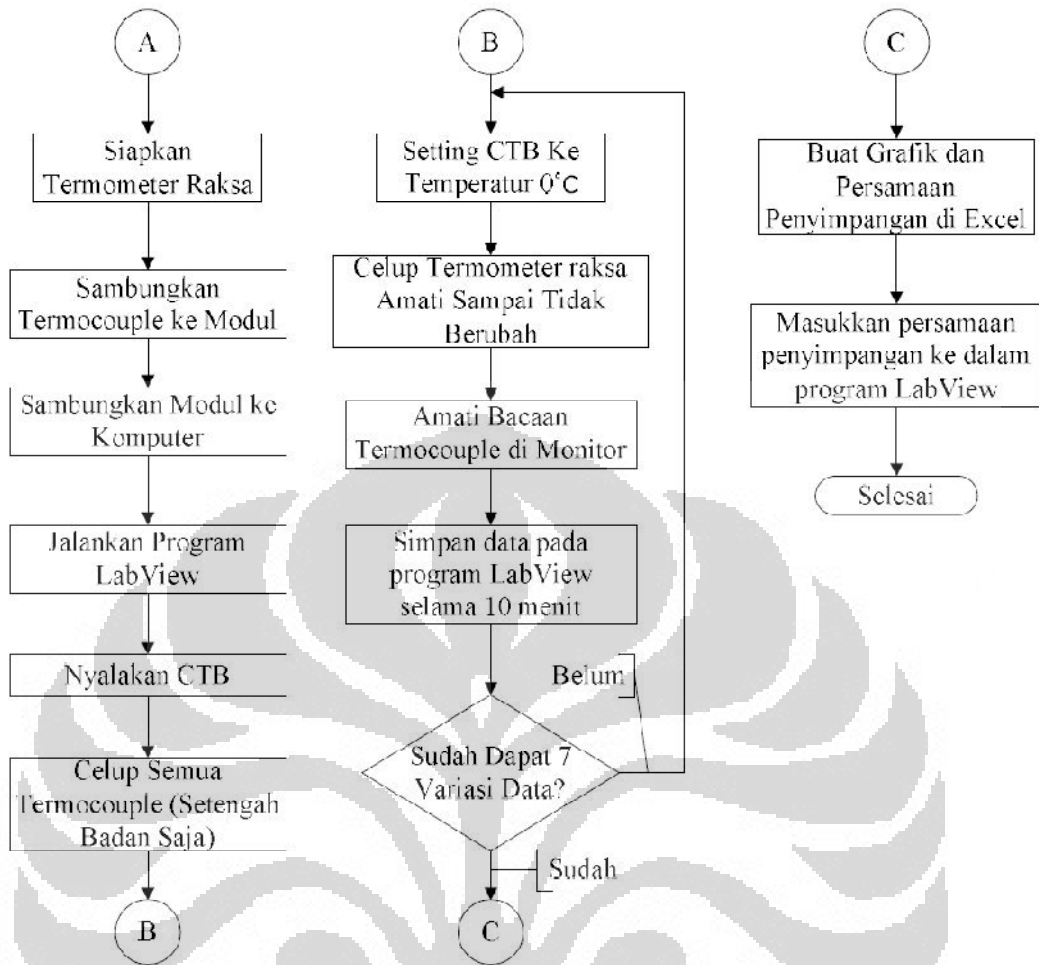 A
Siapkan
Termometer Raksa
Sambungkan
Termocouple ke Modul
Sambungkan Modul ke
Komputer
Jalankan Program
LabView
Nyalakan CTB
Celup Semua
Termocouple (Setengah
Badan Saja)
B
B
Setting CTB Ke
Temperatur 0°C
Celup Termometer raksa
Amati Sampai Tidak
Berubah
Amati Bacaan
Termocouple di Monitor
Simpan data pada
program LabView
selama 10 menit
Belum
Sudah Dapat 7
Variasi Data?
Sudah
C
C
Buat Grafik dan
Persamaan
Penyimpangan di Excel
Masukkan persamaan
penyimpangan ke dalam
program LabView
Selesai